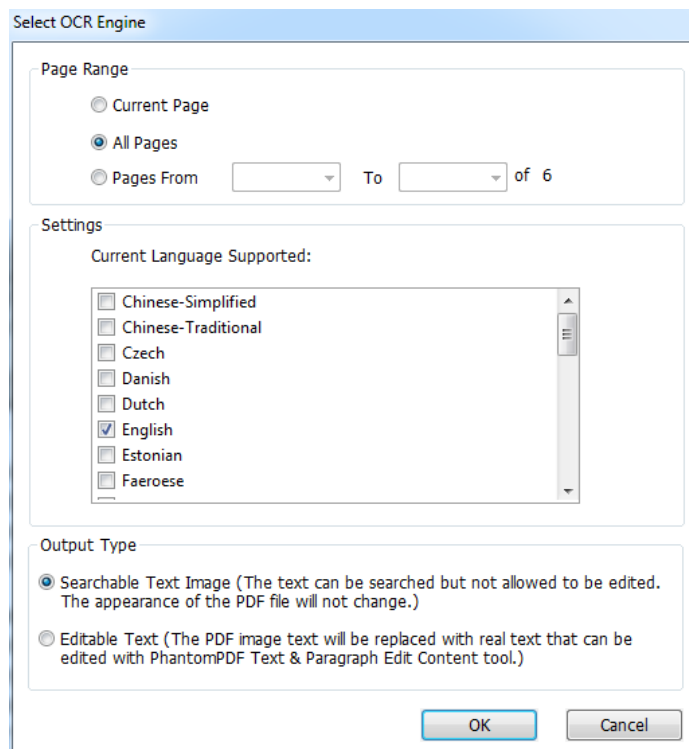 Select OCR Engine
Page Range
Current Page
All Pages
Pages From To of 6
Settings
Current Language Supported:
Chinese-Simplified
Chinese-Traditional
Czech
Danish
Dutch
English
Estonian
Faeroese
Output Type
Searchable Text Image (The text can be searched but not allowed to be edited.
The appearance of the PDF file will not change.)
Editable Text (The PDF image text will be replaced with real text that can be
edited with PhantomPDF Text & Paragraph Edit Content tool.)
OK Cancel